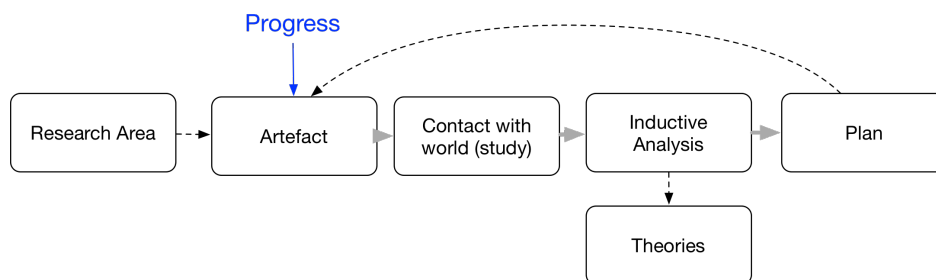 Progress
Research Area
Artefact
Contact with
world (study)
Inductive
Analysis
Plan
Theories